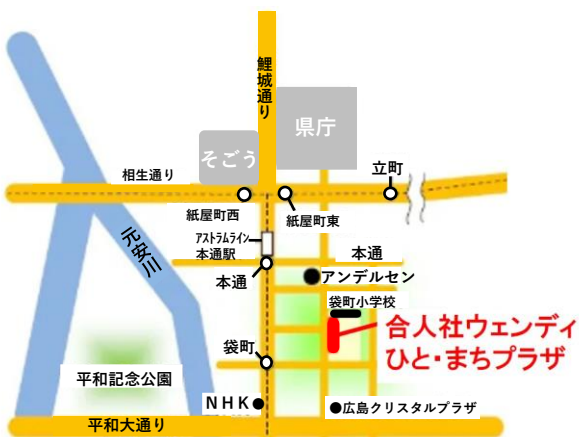 鯉城通り
県庁
そごう
立町
相生通り
紙屋町西
紙屋町東
元安川
ｱｽﾄﾗﾑﾗｲﾝ
本通駅
本通
本通
アンデルセン
袋町小学校
合人社ウェンディ
ひと・まちプラザ
袋町
平和記念公園
NHK
広島クリスタルプラザ
平和大通り